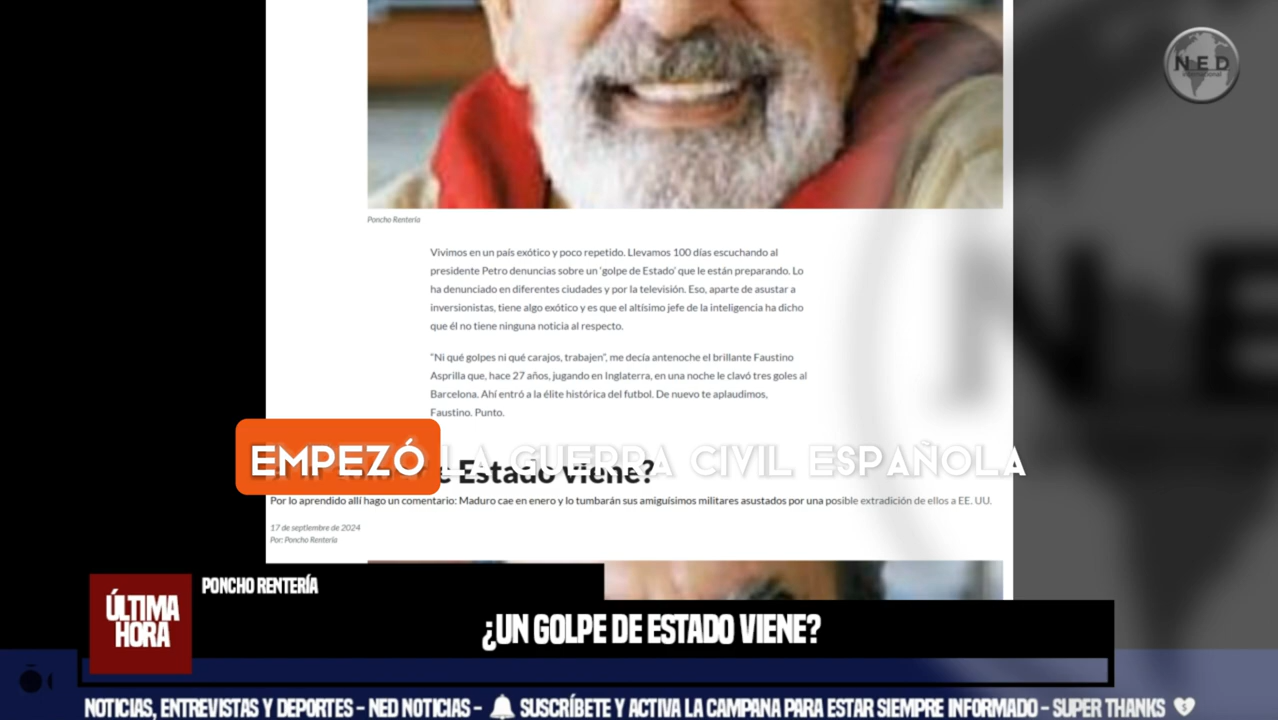 NED
International
Poncho Rentería
Vivimos en un país exótico y poco repetido. Llevamos 100 días escuchando al
presidente Petro denuncias sobre un 'golpe de Estado' que le están preparando. Lo
ha denunciado en diferentes ciudades y por la televisión. Eso, aparte de asustar a
inversionistas, tiene algo exótico y es que el altísimo jefe de la inteligencia ha dicho
que él no tiene ninguna noticia al respecto.
"Ni qué golpes ni qué carajos, trabajen", me decía antenoche el brillante Faustino
Asprilla que, hace 27 años, jugando en Inglaterra, en una noche le clavó tres goles al
Barcelona. Ahí entró a la élite histórica del futbol. De nuevo te aplaudimos,
Faustino. Punto.
EMPEZÓ LA GUERRA CIVIL ESPAÑOLA
Estado viene?
Por lo aprendido allí hago un comentario: Maduro cae en enero y lo tumbarán sus amiguísimos militares asustados por una posible extradición de ellos a EE. UU.
17 de septiembre de 2024
Por: Poncho Rentería
PONCHO RENTERÍA
ÚLTIMA
HORA
¿UN GOLPE DE ESTADO VIENE?
NOTICIAS, ENTREVISTAS Y DEPORTES - NED NOTICIAS - 🔔 SUSCRÍBETE Y ACTIVA LA CAMPANA PARA ESTAR SIEMPRE INFORMADO - SUPER THANKS